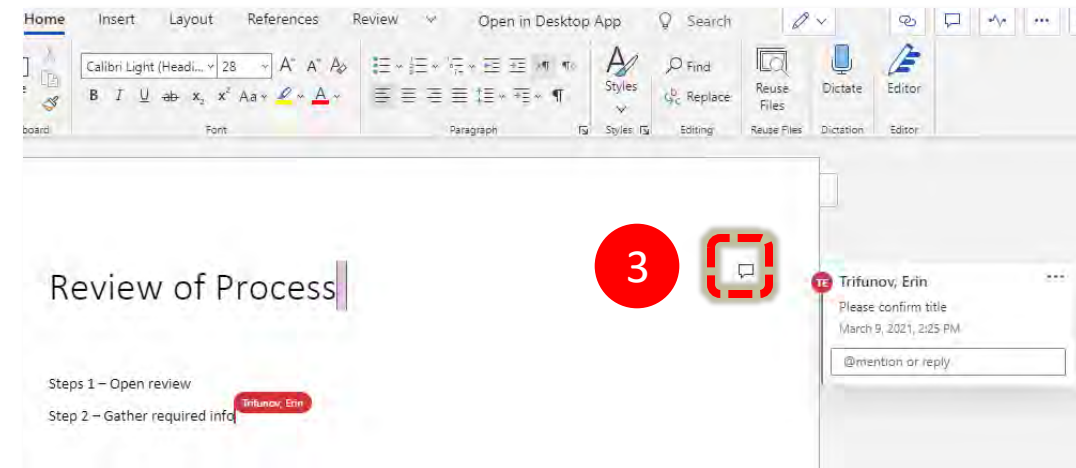 Home Insert Layout References Review Open in Desktop App Search
Calibri Light (Headi... 28 A^ A˅ A
B I U ab x₂ x² Aa A
Styles
Find
Replace
Reuse
Files
Dictate
Editor
board Font Paragraph Styles Editing Reuse Files Dictation Editor
3
Review of Process
TE Trifunov, Erin
Please confirm title
March 9, 2021, 2:25 PM
@mention or reply
Steps 1 – Open review
Trifunov, Erin
Step 2 – Gather required info